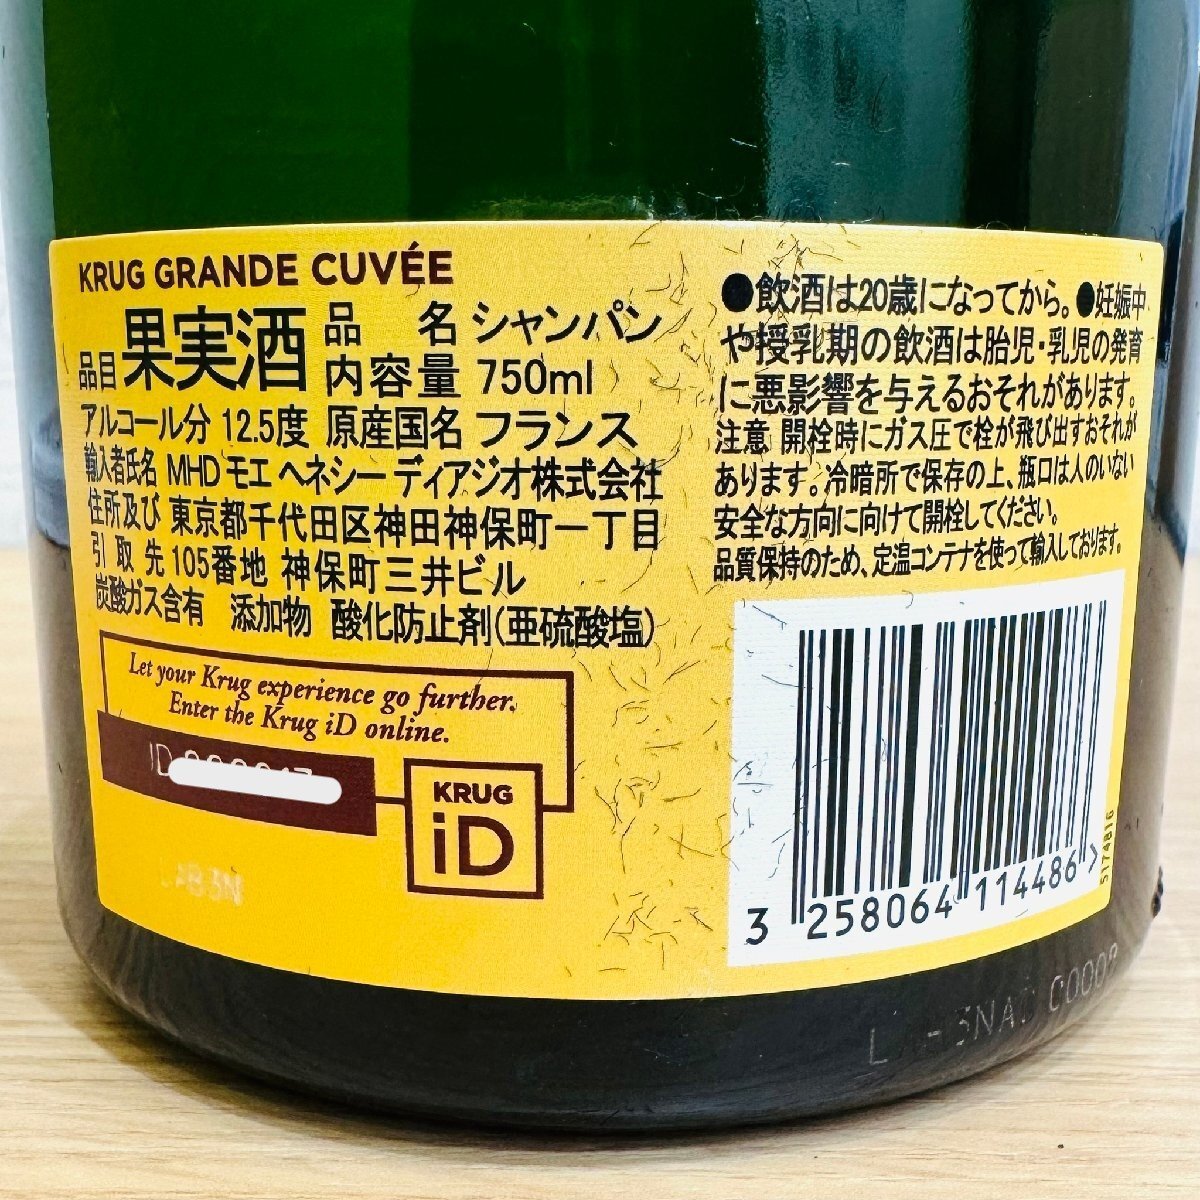 KRUG GRANDE CUVÉE
品目 果実酒 品名 シャンパン
内容量 750ml
アルコール分 12.5度 原産国名 フランス
輸入者氏名 MHD モエ ヘネシー ディアジオ株式会社
住所及び 東京都千代田区神田神保町一丁目
引取先 105番地 神保町三井ビル
炭酸ガス含有 添加物 酸化防止剤(亜硫酸塩)
Let your Krug experience go further.
Enter the Krug iD online.
ID
KRUG
iD
●飲酒は20歳になってから。●妊娠中
や授乳期の飲酒は胎児・乳児の発育
に悪影響を与えるおそれがあります。
注意 開栓時にガス圧で栓が飛び出すおそれが
あります。冷暗所で保存の上、瓶口は人のいない
安全な方向に向けて開栓してください。
品質保持のため、定温コンテナを使って輸入しております。
3 258064 114486 >
5174816